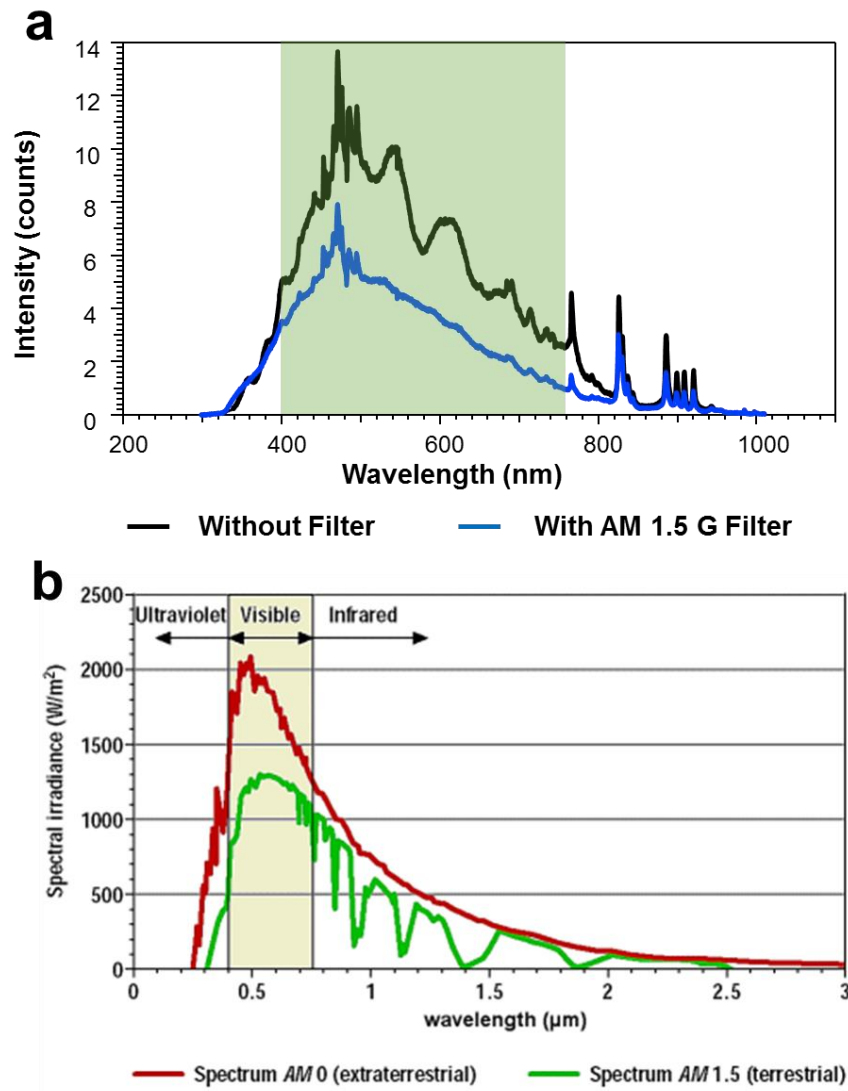 a
14
12
10
8
6
4
2
0
Intensity (counts)
200 400 600 800 1000
Wavelength (nm)
Without Filter With AM 1.5 G Filter
b
2500
2000
1500
1000
500
0
Spectral irradiance (W/m²)
Ultraviolet Visible Infrared
0 0.5 1 1.5 2 2.5 3
wavelength (µm)
Spectrum AM 0 (extraterrestrial) Spectrum AM 1.5 (terrestrial)